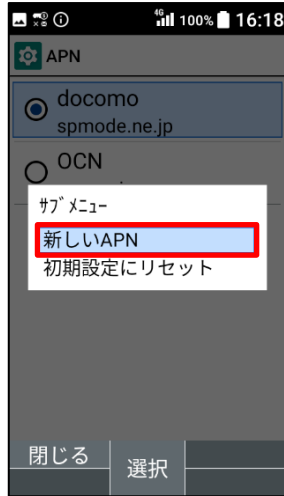 4G 100% 16:18
APN
docomo
spmode.ne.jp
OCN
ｻﾌﾞﾒﾆｭｰ
新しいAPN
初期設定にリセット
閉じる
選択